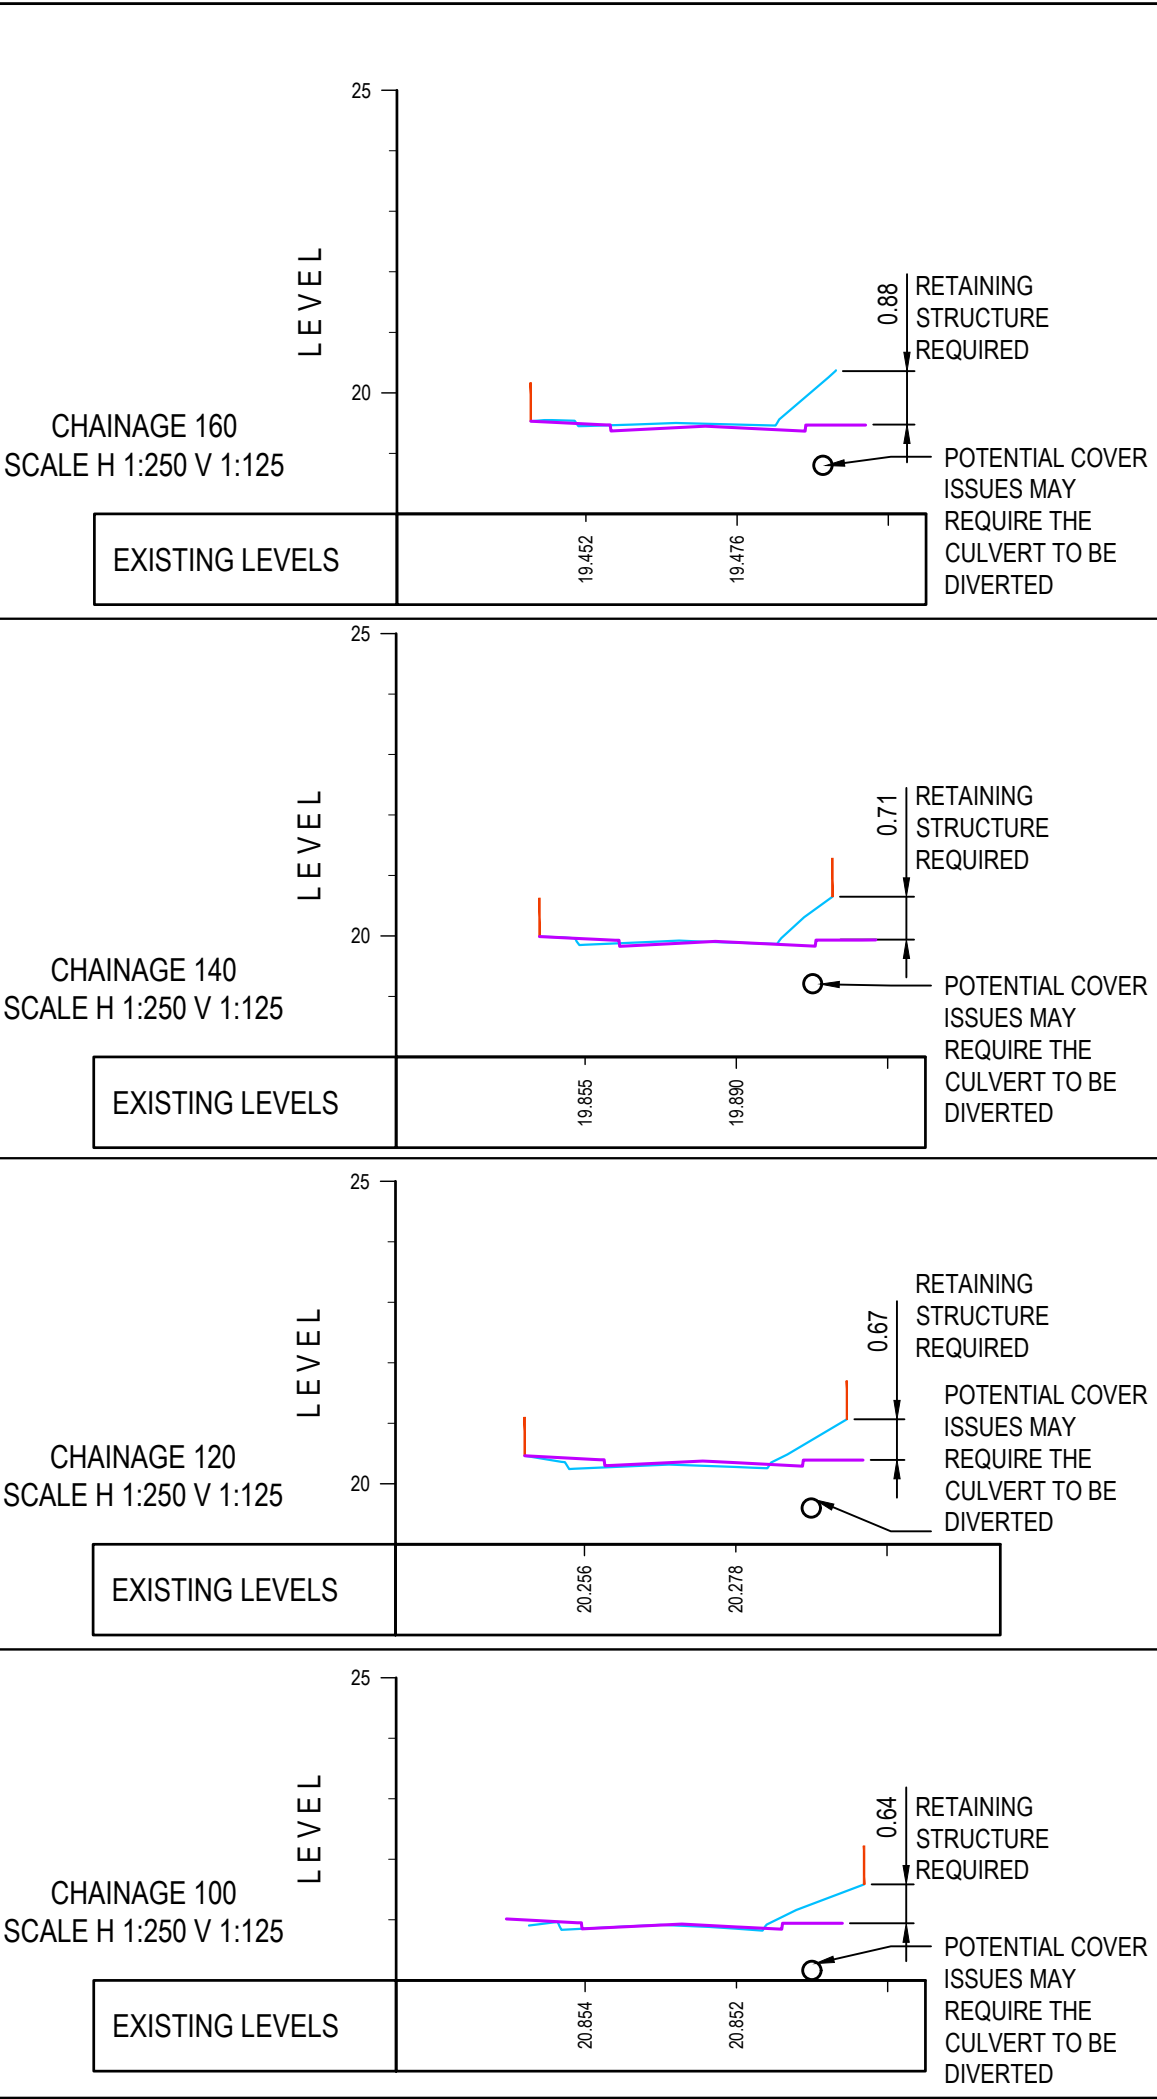 25
LEVEL
20
0.88
RETAINING
STRUCTURE
REQUIRED
CHAINAGE 160
SCALE H 1:250 V 1:125
POTENTIAL COVER
ISSUES MAY
REQUIRE THE
CULVERT TO BE
DIVERTED
EXISTING LEVELS
19.452
19.476
25
LEVEL
20
0.71
RETAINING
STRUCTURE
REQUIRED
CHAINAGE 140
SCALE H 1:250 V 1:125
POTENTIAL COVER
ISSUES MAY
REQUIRE THE
CULVERT TO BE
DIVERTED
EXISTING LEVELS
19.855
19.890
25
LEVEL
20
0.67
RETAINING
STRUCTURE
REQUIRED
POTENTIAL COVER
ISSUES MAY
REQUIRE THE
CULVERT TO BE
DIVERTED
CHAINAGE 120
SCALE H 1:250 V 1:125
EXISTING LEVELS
20.256
20.278
25
LEVEL
0.64
RETAINING
STRUCTURE
REQUIRED
CHAINAGE 100
SCALE H 1:250 V 1:125
POTENTIAL COVER
ISSUES MAY
REQUIRE THE
CULVERT TO BE
DIVERTED
EXISTING LEVELS
20.854
20.852